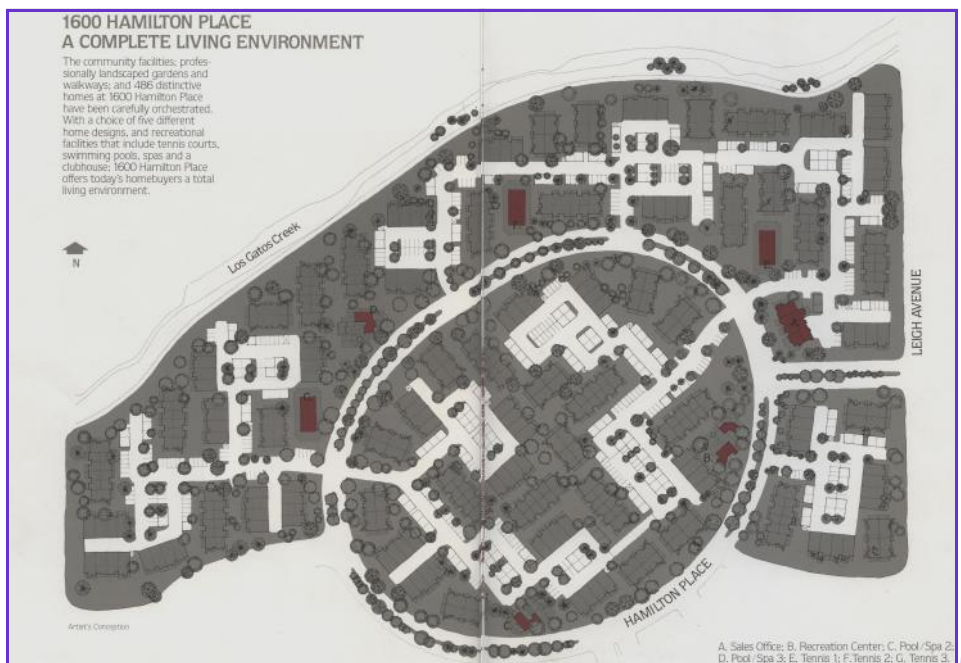 1600 HAMILTON PLACE
A COMPLETE LIVING ENVIRONMENT
The community facilities; profes-
sionally landscaped gardens and
walkways; and 486 distinctive
homes at 1600 Hamilton Place
have been carefully orchestrated.
With a choice of five different
home designs, and recreational
facilities that include tennis courts,
swimming pools, spas and a
clubhouse; 1600 Hamilton Place
offers today's homebuyers a total
living environment.
Los Gatos Creek
N
LEIGH AVENUE
B.
HAMILTON PLACE
Artist's Conception
A. Sales Office; B. Recreation Center; C. Pool/Spa 2;
D. Pool/Spa 3; E. Tennis 1; F. Tennis 2; G. Tennis 3.